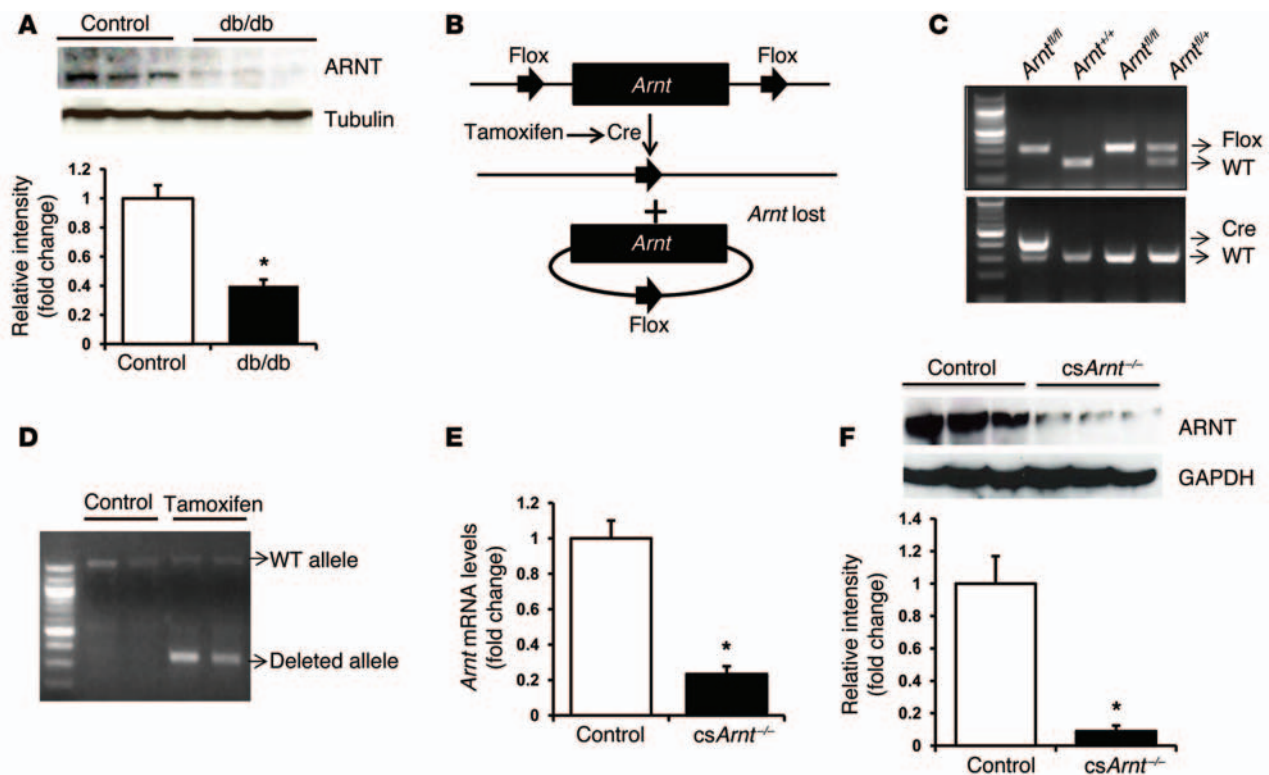 A
Control db/db
ARNT
Tubulin
Relative intensity
(fold change)
1.2
1
0.8
0.6
0.4
0.2
0
*
Control db/db
B
Flox Flox
Arnt
Tamoxifen Cre
+ Arnt lost
Arnt
Flox
C
Arntfl/fl Arnt+/+ Arntfl/fl Arntfl/+
Flox
WT
Cre
WT
D
Control Tamoxifen
WT allele
Deleted allele
E
Arnt mRNA levels
(fold change)
1.2
1
0.8
0.6
0.4
0.2
0
*
Control csArnt–/–
F
Control csArnt–/–
ARNT
GAPDH
Relative intensity
(fold change)
1.4
1.2
1
0.8
0.6
0.4
0.2
0
*
Control csArnt–/–